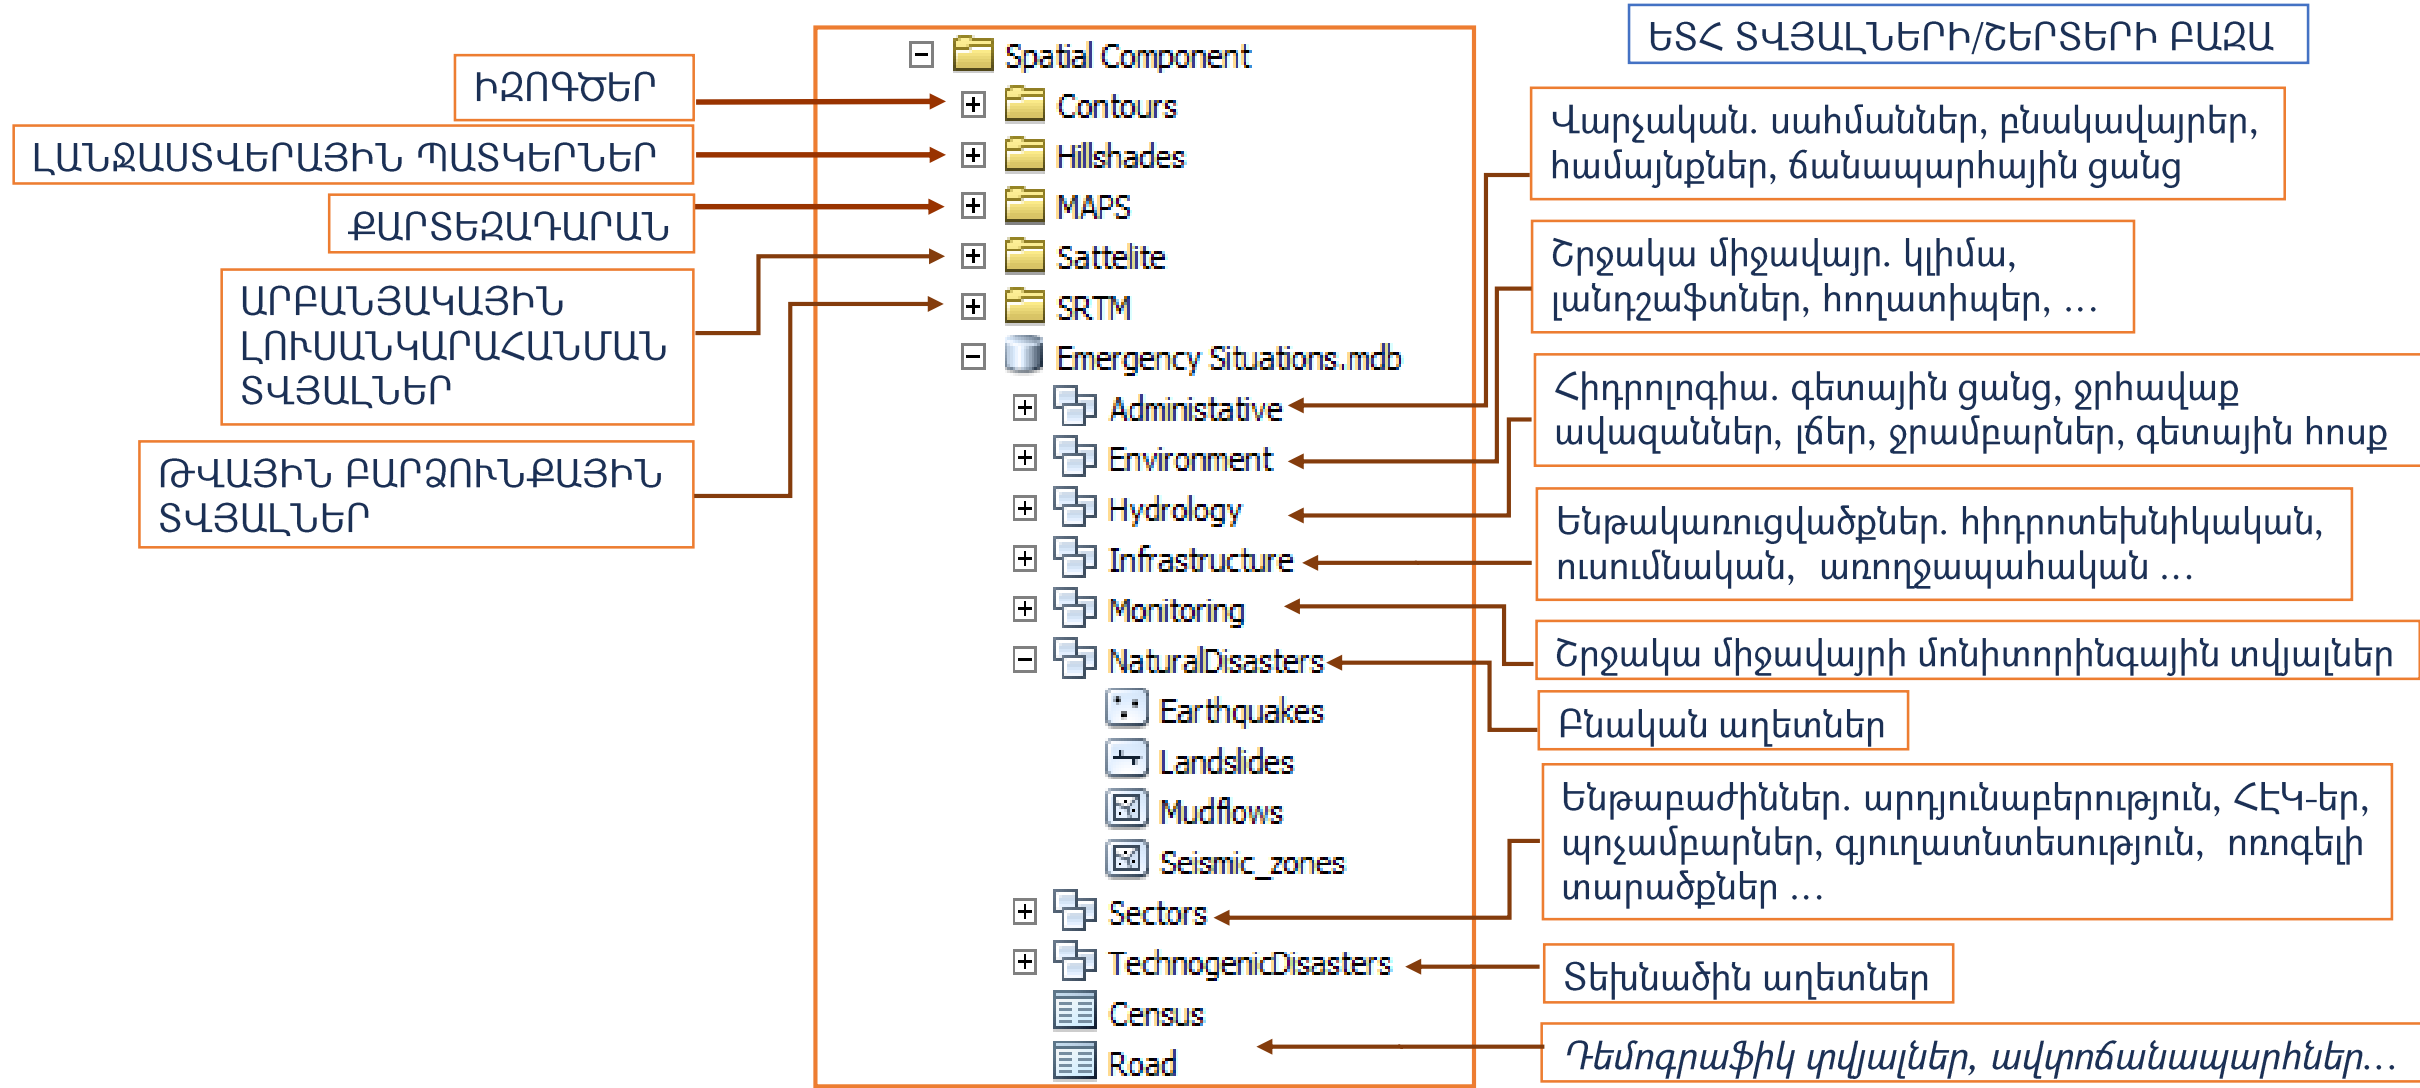 ԵՏՀ ՏՎՅԱԼՆԵՐԻ/ՇԵՐՏԵՐԻ ԲԱԶԱ
ԻԶՈԳԾԵՐ
ԼԱՆՋԱՍՏՎԵՐԱՅԻՆ ՊԱՏԿԵՐՆԵՐ
ՔԱՐՏԵԶԱԴԱՐԱՆ
ԱՐԲԱՆՅԱԿԱՅԻՆ
ԼՈՒՍԱՆԿԱՐԱՀԱՆՄԱՆ
ՏՎՅԱԼՆԵՐ
ԹՎԱՅԻՆ ԲԱՐՁՈՒՆՔԱՅԻՆ
ՏՎՅԱԼՆԵՐ
Spatial Component
Contours
Hillshades
MAPS
Sattelite
SRTM
Emergency Situations.mdb
Administative
Environment
Hydrology
Infrastructure
Monitoring
NaturalDisasters
Earthquakes
Landslides
Mudflows
Seismic_zones
Sectors
TechnogenicDisasters
Census
Road
Վարչական. սահմաններ, բնակավայրեր,
համայնքներ, ճանապարհային ցանց
Շրջակա միջավայր. կլիմա,
լանդշաֆտներ, հողատիպեր, …
Հիդրոլոգիա. գետային ցանց, ջրհավաք
ավազաններ, լճեր, ջրամբարներ, գետային հոսք
Ենթակառուցվածքներ. հիդրոտեխնիկական,
ուսումնական, առողջապահական …
Շրջակա միջավայրի մոնիտորինգային տվյալներ
Բնական աղետներ
Ենթաբաժիններ. արդյունաբերություն, ՀԷԿ-եր,
պոչամբարներ, գյուղատնտեսություն, ոռոգելի
տարածքներ …
Տեխնածին աղետներ
Դեմոգրաֆիկ տվյալներ, ավտոճանապարհներ…